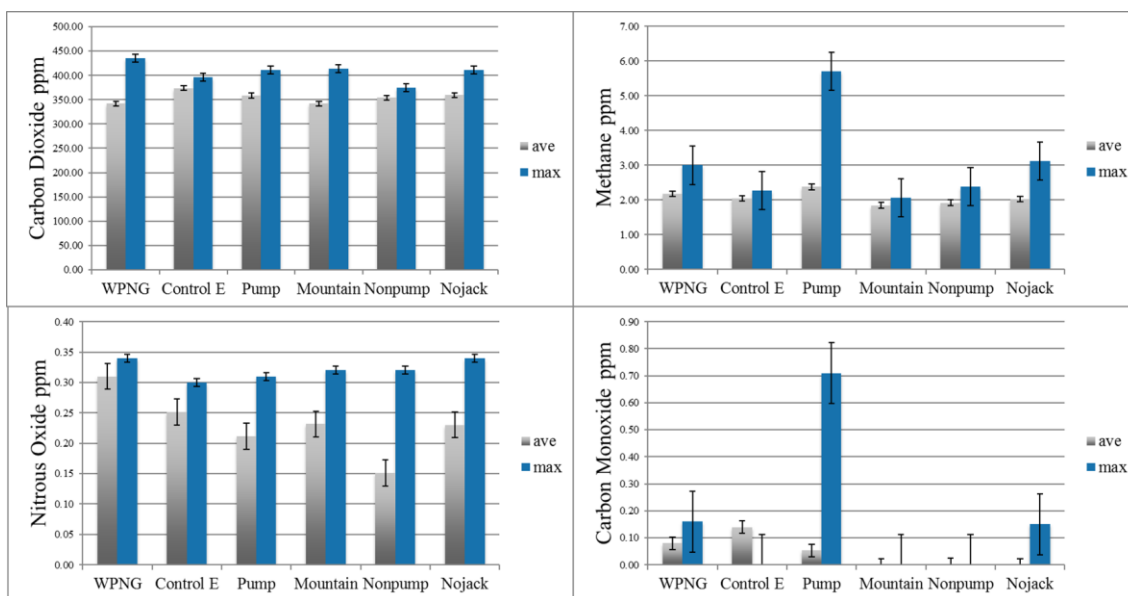 Carbon Dioxide ppm
500.00
450.00
400.00
350.00
300.00
250.00
200.00
150.00
100.00
50.00
0.00
WPNG Control E Pump Mountain Nonpump Nojack
ave
max
Methane ppm
7.00
6.00
5.00
4.00
3.00
2.00
1.00
0.00
WPNG Control E Pump Mountain Nonpump Nojack
ave
max
Nitrous Oxide ppm
0.40
0.35
0.30
0.25
0.20
0.15
0.10
0.05
0.00
WPNG Control E Pump Mountain Nonpump Nojack
ave
max
Carbon Monoxide ppm
0.90
0.80
0.70
0.60
0.50
0.40
0.30
0.20
0.10
0.00
WPNG Control E Pump Mountain Nonpump Nojack
ave
max